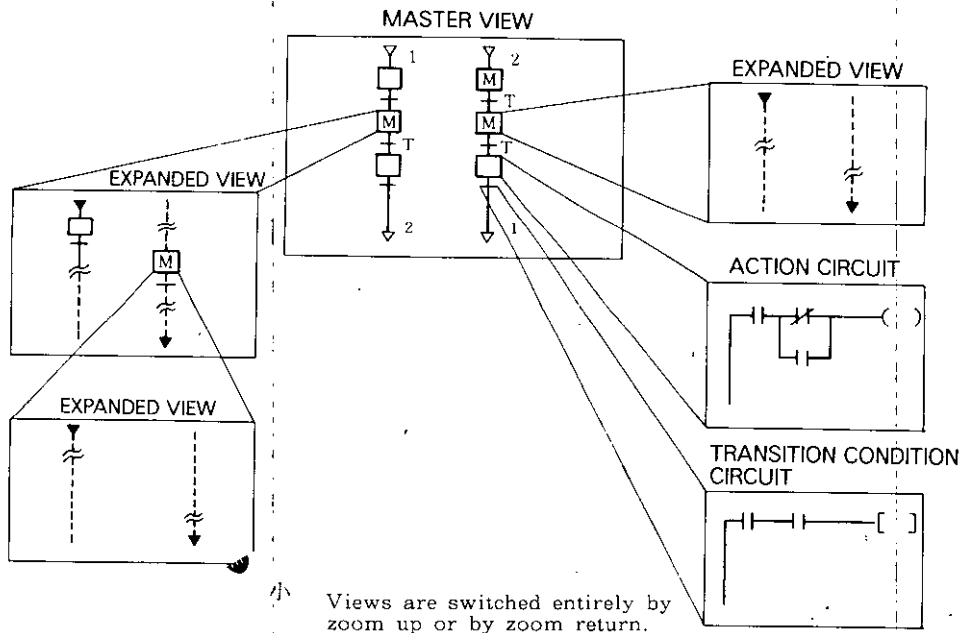 MASTER VIEW
1
2
M
T
M
M
T
T
2
1
EXPANDED VIEW
EXPANDED VIEW
M
EXPANDED VIEW
ACTION CIRCUIT
TRANSITION CONDITION
CIRCUIT
小
Views are switched entirely by
zoom up or by zoom return.